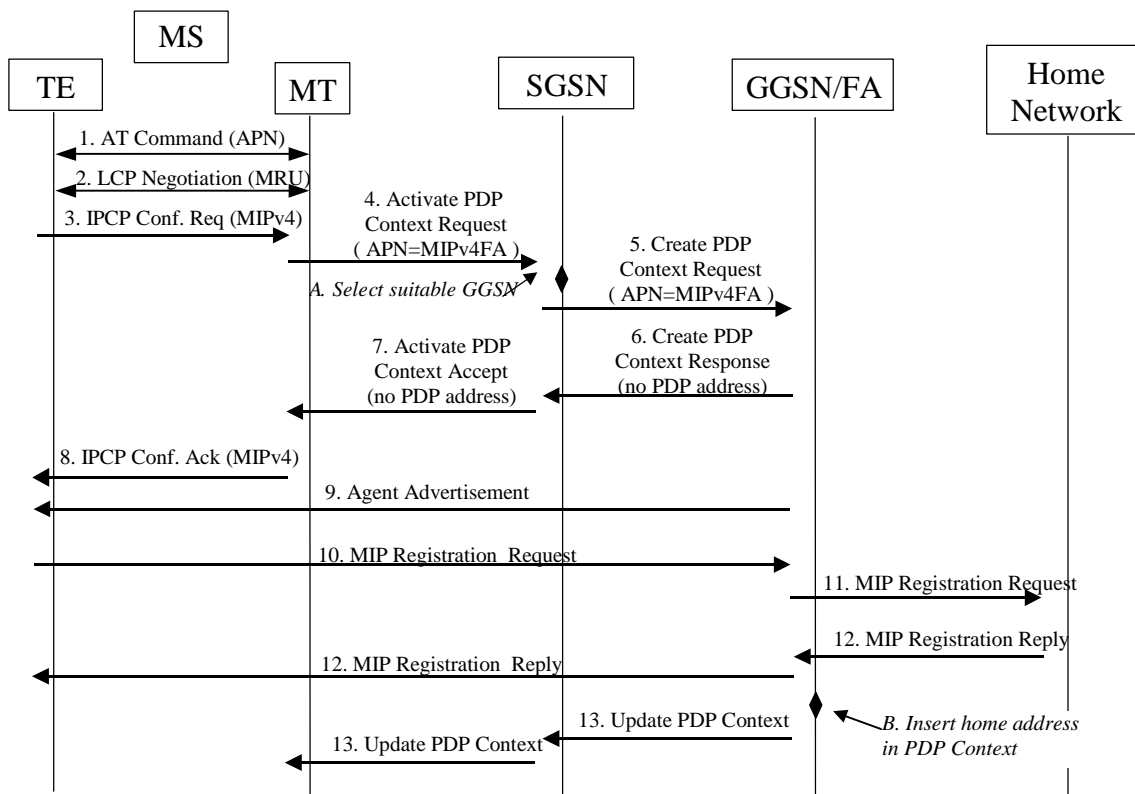 MS
TE
MT
SGSN
GGSN/FA
Home
Network
1. AT Command (APN)
2. LCP Negotiation (MRU)
3. IPCP Conf. Req (MIPv4)
4. Activate PDP
Context Request
( APN=MIPv4FA )
A. Select suitable GGSN
5. Create PDP
Context Request
( APN=MIPv4FA )
6. Create PDP
Context Response
(no PDP address)
7. Activate PDP
Context Accept
(no PDP address)
8. IPCP Conf. Ack (MIPv4)
9. Agent Advertisement
10. MIP Registration Request
11. MIP Registration Request
12. MIP Registration Reply
12. MIP Registration Reply
13. Update PDP Context
B. Insert home address
in PDP Context
13. Update PDP Context